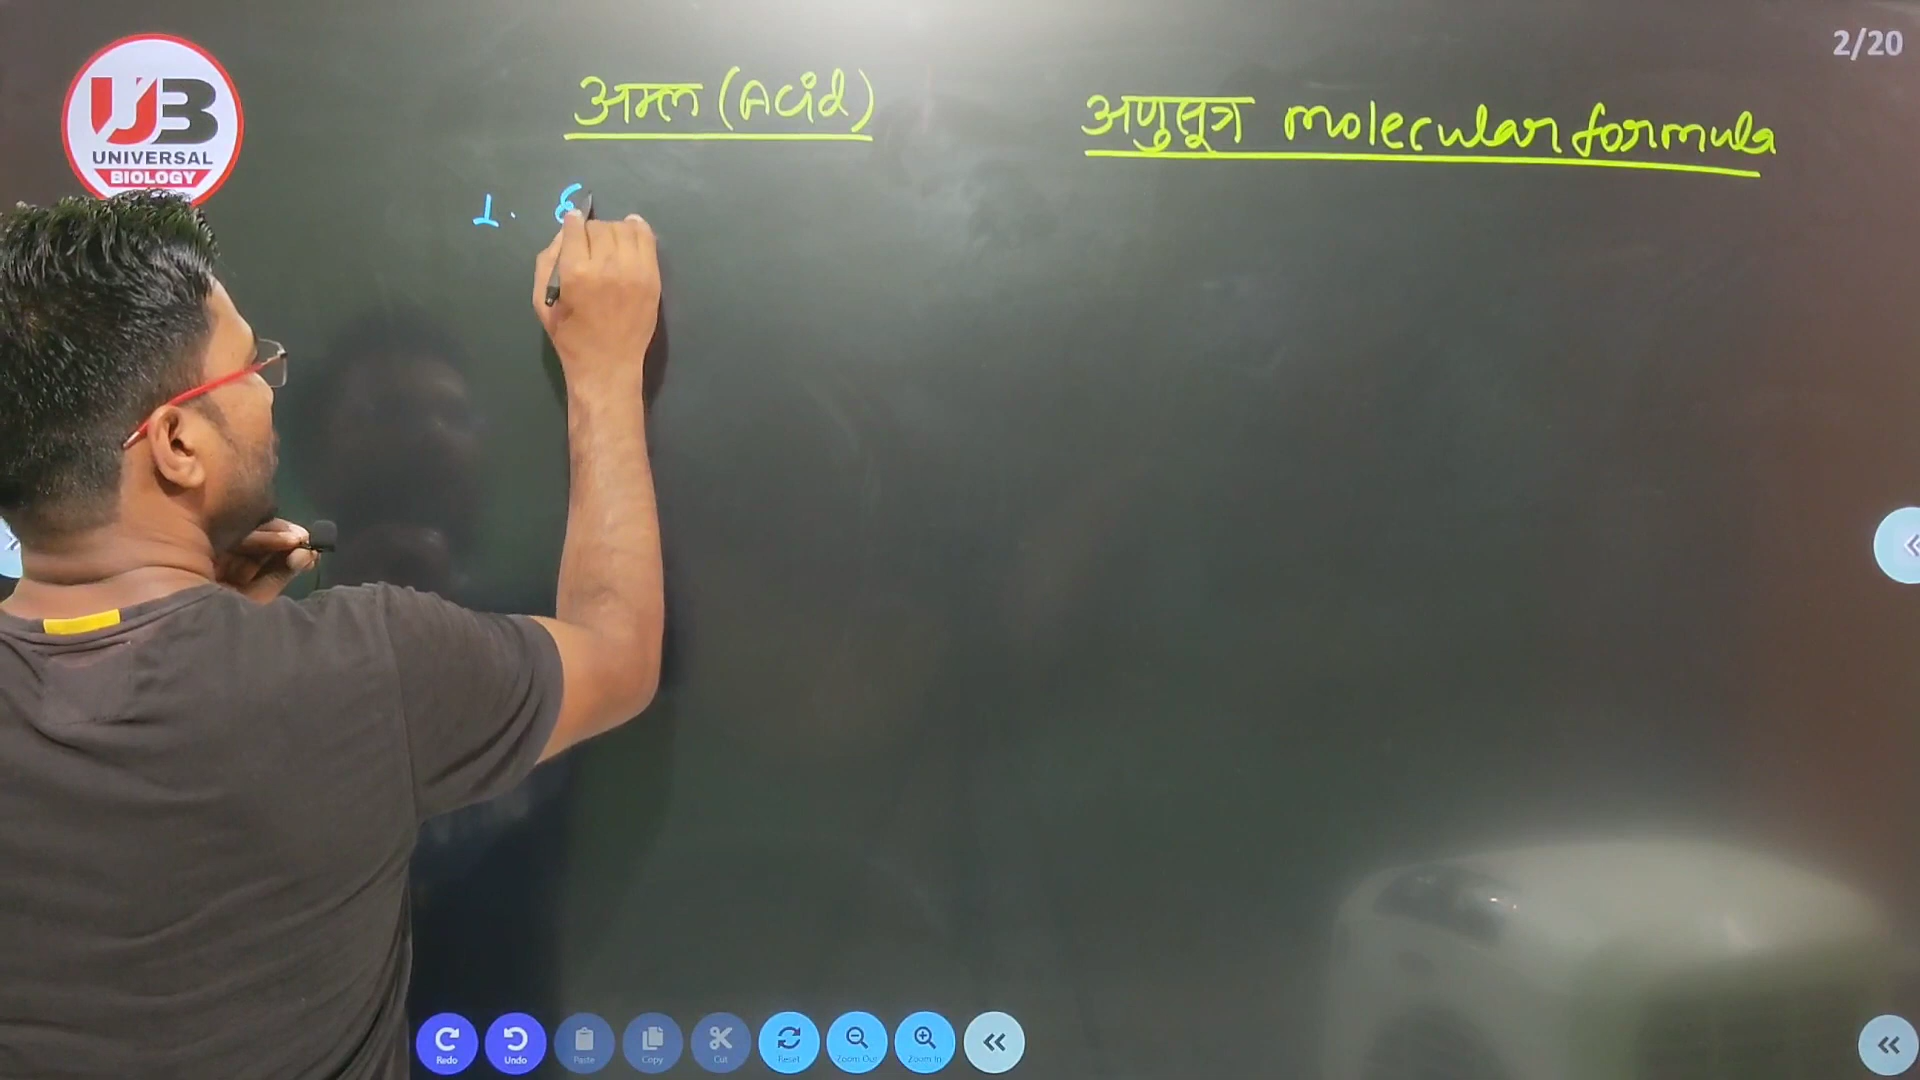 2/20
UB
UNIVERSAL
BIOLOGY
अम्ल (Acid)
अणुसूत्र molecular formula
1.
Redo
Undo
Paste
Copy
Cut
Reset
Zoom Out
Zoom In